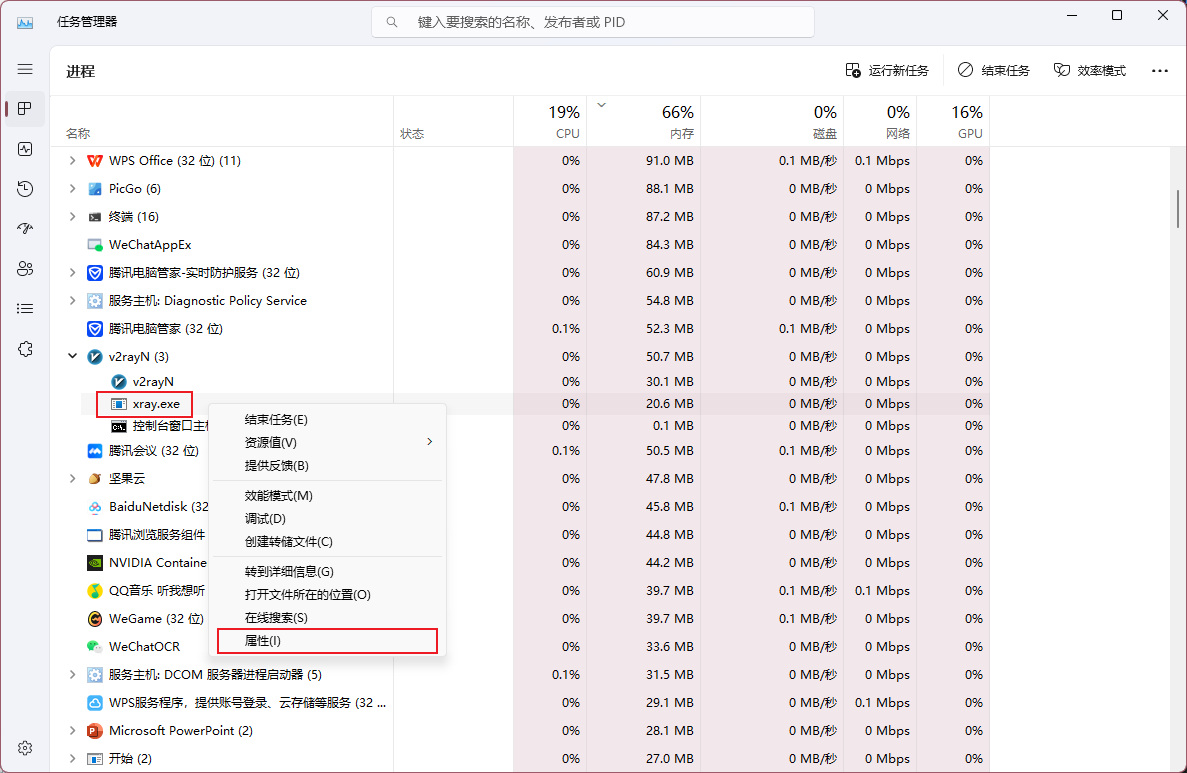 任务管理器
键入要搜索的名称、发布者或 PID
进程
运行新任务
结束任务
效率模式
19% 66% 0% 0% 16%
名称 状态 CPU 内存 磁盘 网络 GPU
WPS Office (32 位) (11) 0% 91.0 MB 0.1 MB/秒 0.1 Mbps 0%
PicGo (6) 0% 88.1 MB 0 MB/秒 0 Mbps 0%
终端 (16) 0% 87.2 MB 0 MB/秒 0 Mbps 0%
WeChatAppEx 0% 84.3 MB 0 MB/秒 0 Mbps 0%
腾讯电脑管家-实时防护服务 (32 位) 0% 60.9 MB 0 MB/秒 0 Mbps 0%
服务主机: Diagnostic Policy Service 0% 54.8 MB 0 MB/秒 0 Mbps 0%
腾讯电脑管家 (32 位) 0.1% 52.3 MB 0.1 MB/秒 0 Mbps 0%
v2rayN (3) 0% 50.7 MB 0 MB/秒 0 Mbps 0%
v2rayN 0% 30.1 MB 0 MB/秒 0 Mbps 0%
xray.exe 0% 20.6 MB 0 MB/秒 0 Mbps 0%
控制台窗口主 0% 0.1 MB 0 MB/秒 0 Mbps 0%
腾讯会议 (32 位) 0.1% 50.5 MB 0.1 MB/秒 0 Mbps 0%
坚果云 0% 47.8 MB 0 MB/秒 0 Mbps 0%
BaiduNetdisk (32 0% 45.8 MB 0.1 MB/秒 0 Mbps 0%
腾讯浏览服务组件 0% 44.8 MB 0 MB/秒 0 Mbps 0%
NVIDIA Containe 0% 44.2 MB 0 MB/秒 0 Mbps 0%
QQ音乐 听我想听 0% 39.7 MB 0.1 MB/秒 0.1 Mbps 0%
WeGame (32 位) 0% 39.7 MB 0.1 MB/秒 0 Mbps 0%
WeChatOCR 0% 33.6 MB 0 MB/秒 0 Mbps 0%
服务主机: DCOM 服务器进程启动器 (5) 0.1% 31.5 MB 0 MB/秒 0 Mbps 0%
WPS服务程序，提供账号登录、云存储等服务 (32 ... 0% 29.1 MB 0 MB/秒 0.1 Mbps 0%
Microsoft PowerPoint (2) 0% 28.1 MB 0 MB/秒 0 Mbps 0%
开始 (2) 0% 27.0 MB 0 MB/秒 0 Mbps 0%
结束任务(E)
资源值(V)
提供反馈(B)
效能模式(M)
调试(D)
创建转储文件(C)
转到详细信息(G)
打开文件所在的位置(O)
在线搜索(S)
属性(I)